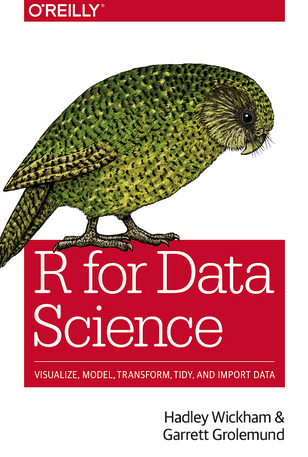 O'REILLY®
R for Data
Science
VISUALIZE, MODEL, TRANSFORM, TIDY, AND IMPORT DATA
Hadley Wickham &
Garrett Grolemund